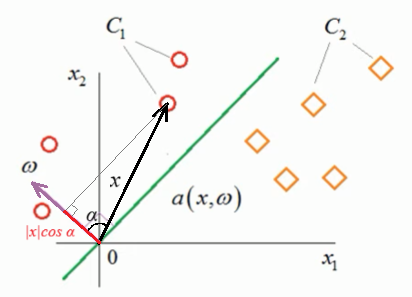 C₁
C₂
x₂
ω
x
α
a(x,ω)
|x|cos α
0
x₁